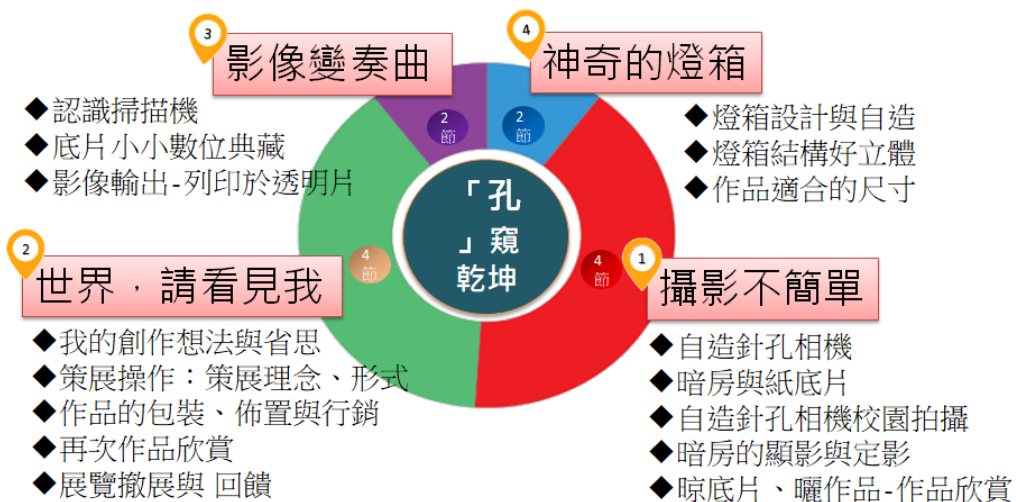 3
影像變奏曲
◆認識掃描機
◆底片小小數位典藏
◆影像輸出-列印於透明片
4
神奇的燈箱
◆燈箱設計與自造
◆燈箱結構好立體
◆作品適合的尺寸
2
節
2
節
「孔
」窺
乾坤
4
節
4
節
2
世界，請看見我
◆我的創作想法與省思
◆策展操作：策展理念、形式
◆作品的包裝、佈置與行銷
◆再次作品欣賞
◆展覽撤展與 回饋
1
攝影不簡單
◆自造針孔相機
◆暗房與紙底片
◆自造針孔相機校園拍攝
◆暗房的顯影與定影
◆晾底片、曬作品-作品欣賞